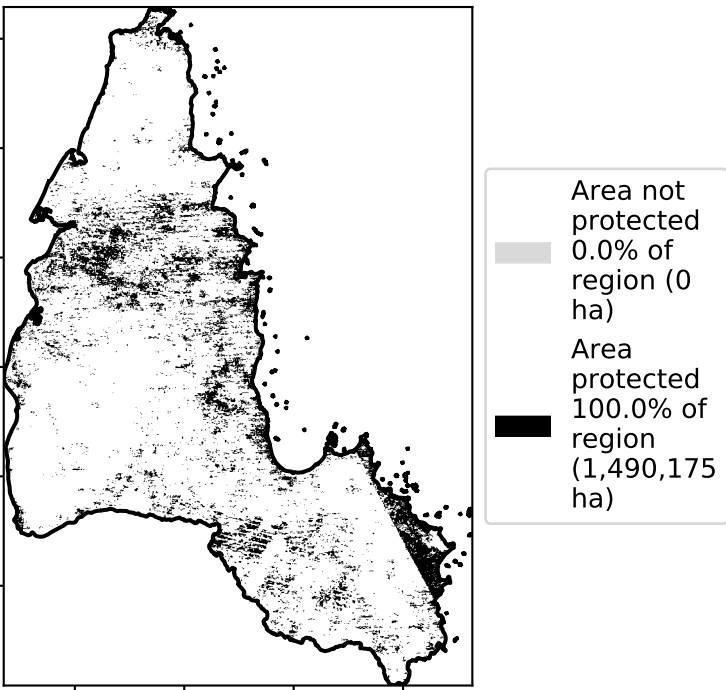 Area not
protected
0.0% of
region (0
ha)
Area
protected
100.0% of
region
(1,490,175
ha)